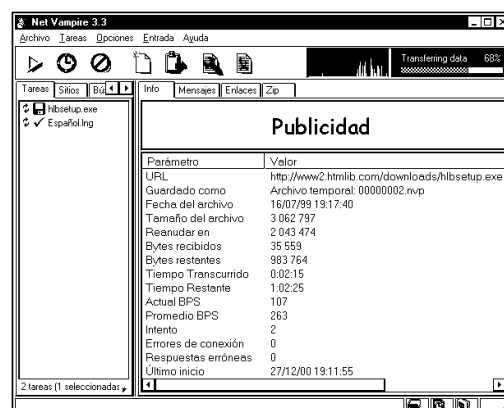 Net Vampire 3.3
Archivo Tareas Opciones Entrada Ayuda
Transferring data 68%
Tareas Sitios Bú
Info Mensajes Enlaces Zip
hlbsetup.exe
Español.lng
Publicidad
Parámetro Valor
URL http://www2.htmlib.com/downloads/hlbsetup.exe
Guardado como Archivo temporal: 00000002.nvp
Fecha del archivo 16/07/99 19:17:40
Tamaño del archivo 3 062 797
Reanudar en 2 043 474
Bytes recibidos 35 559
Bytes restantes 983 764
Tiempo Transcurrido 0:02:15
Tiempo Restante 1:02:25
Actual BPS 107
Promedio BPS 263
Intento 2
Errores de conexión 0
Respuestas erróneas 0
Último inicio 27/12/00 19:11:55
2 tareas (1 seleccionadas